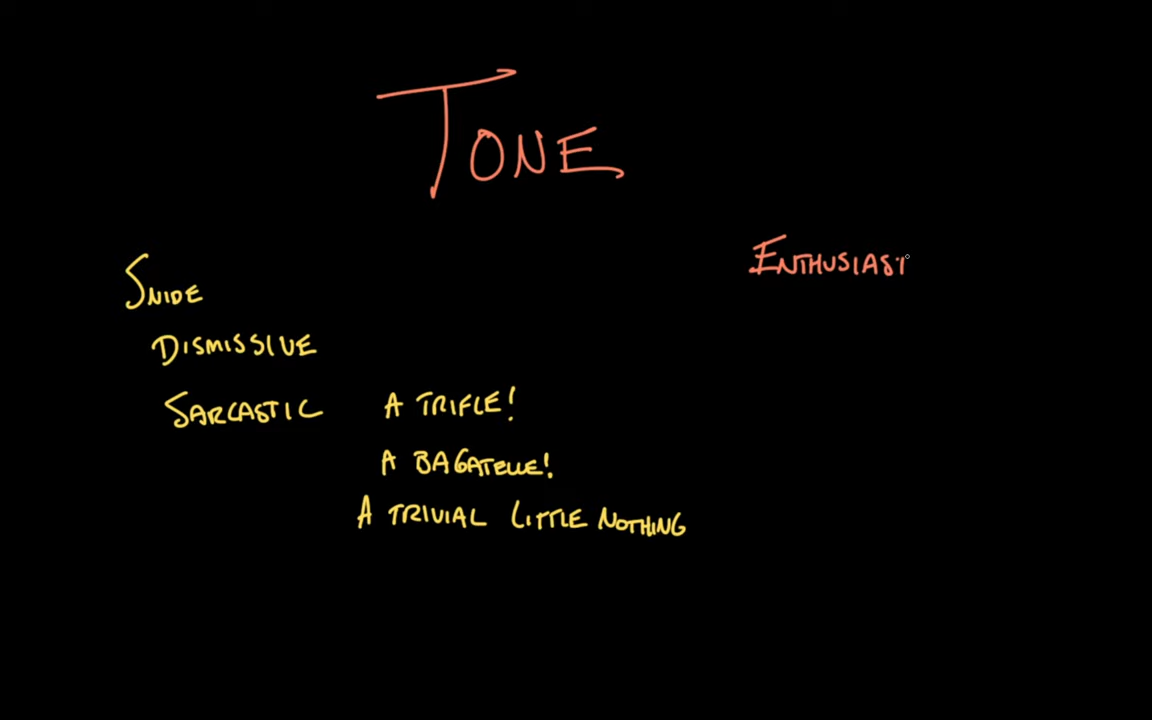 TONE
SNIDE
ENTHUSIAST
DISMISSIVE
SARCASTIC
A TRIFLE!
A BAGATELLE!
A TRIVIAL LITTLE NOTHING